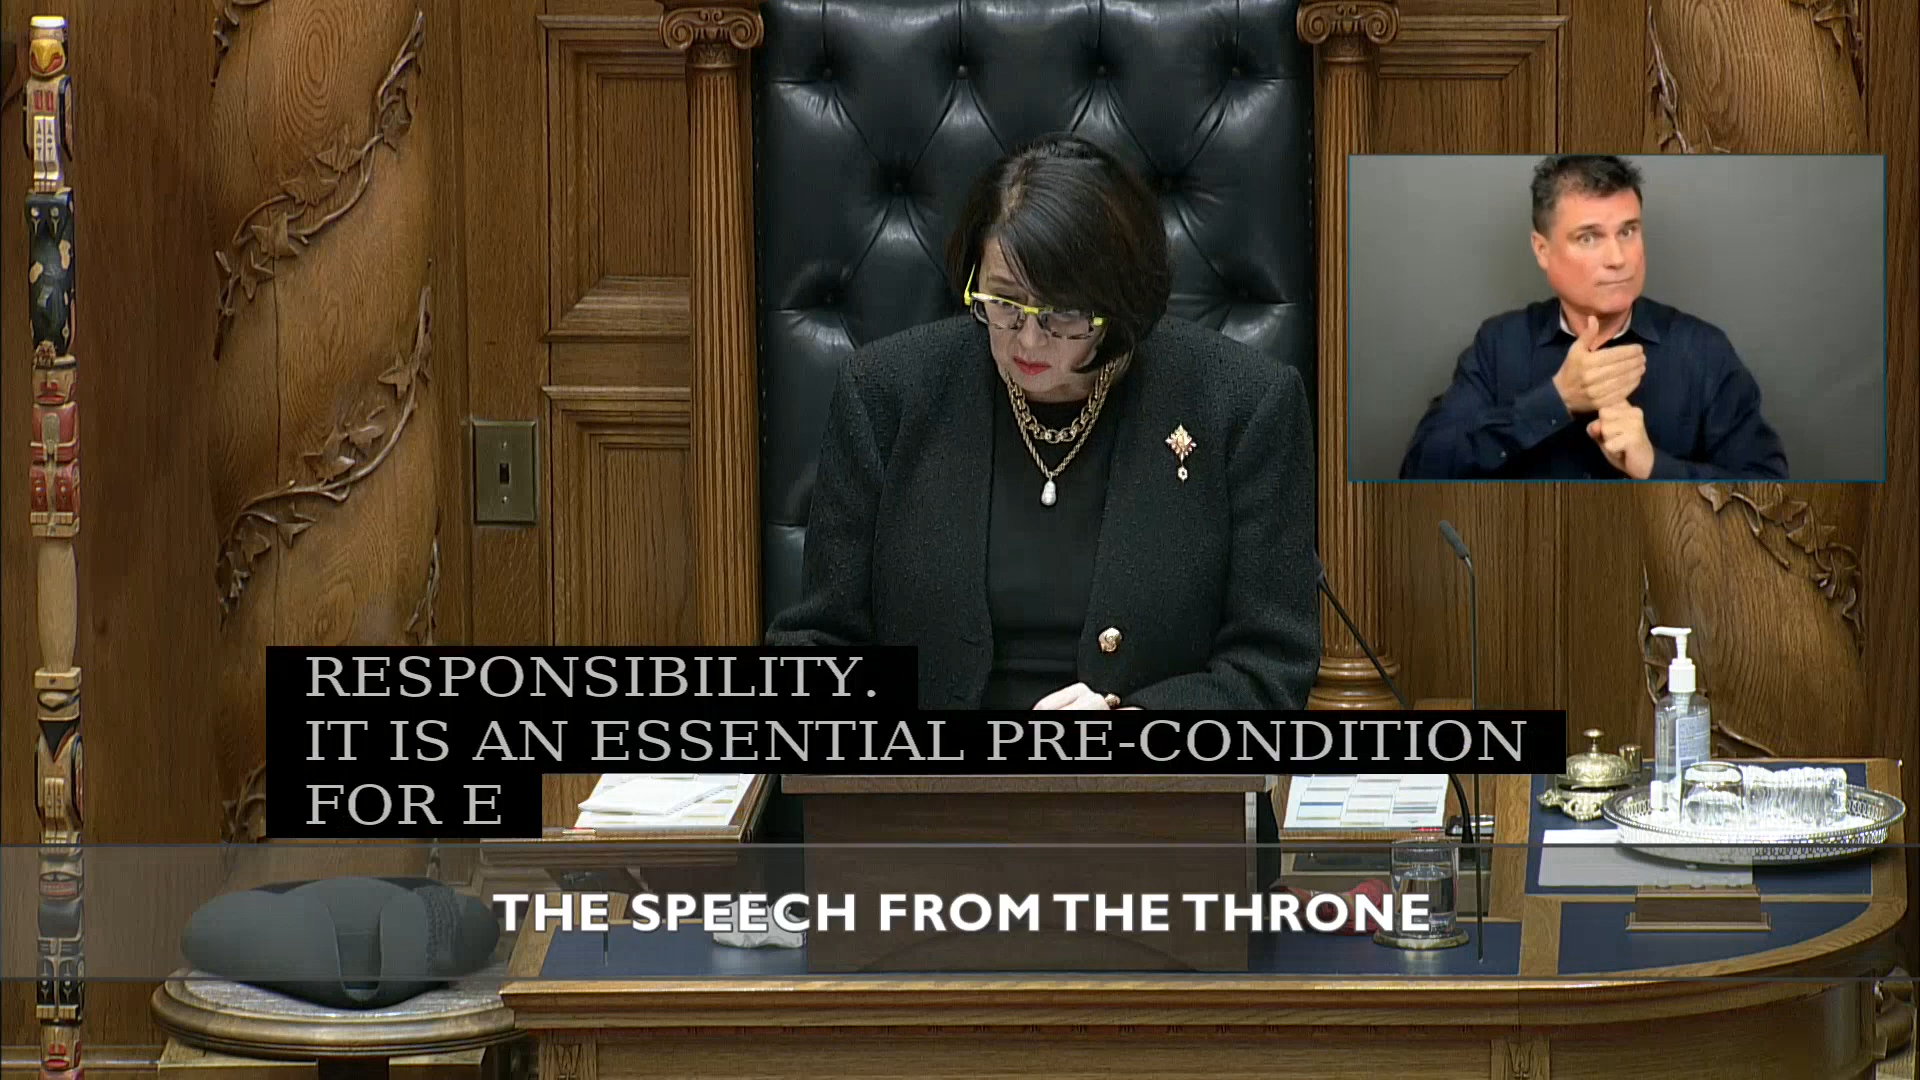 RESPONSIBILITY.
IT IS AN ESSENTIAL PRE-CONDITION
FOR E
THE SPEECH FROM THE THRONE